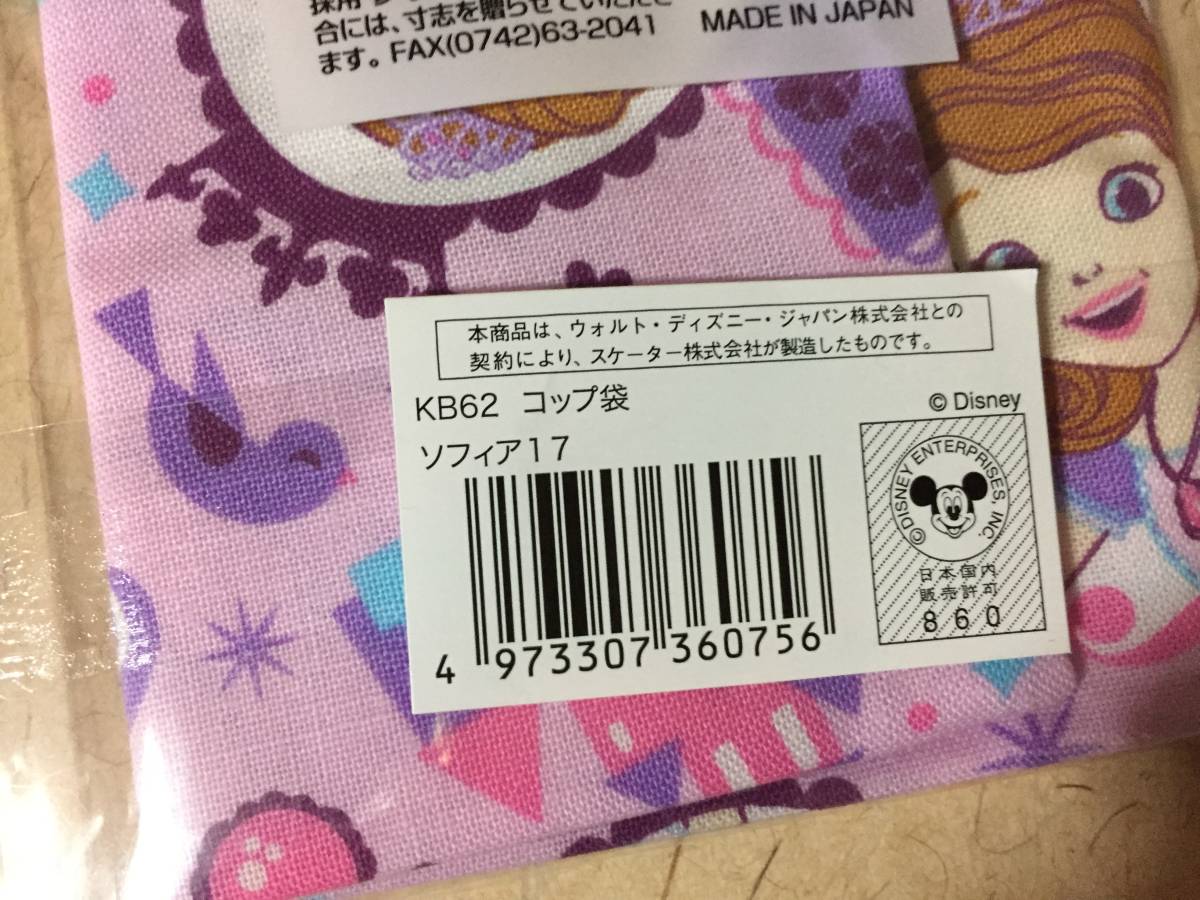 合には、寸志を贈らせていただき
ます。FAX(0742)63-2041
MADE IN JAPAN
本商品は、ウォルト・ディズニー・ジャパン株式会社との
契約により、スケーター株式会社が製造したものです。
KB62 コップ袋
ソフィア17
© Disney
© DISNEY ENTERPRISES, INC.
日本国内
販売許可
860
4 973307 360756